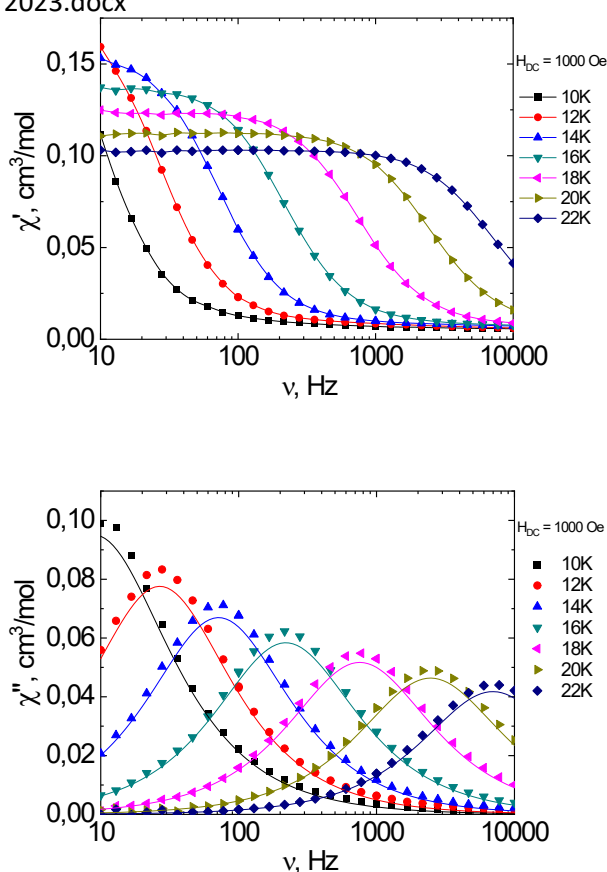 2023.docx
H_DC = 1000 Oe
0,15
0,10
0,05
0,00
χ', cm³/mol
10K
12K
14K
16K
18K
20K
22K
10 100 1000 10000
ν, Hz
H_DC = 1000 Oe
0,10
0,08
0,06
0,04
0,02
0,00
χ'', cm³/mol
10K
12K
14K
16K
18K
20K
22K
10 100 1000 10000
ν, Hz